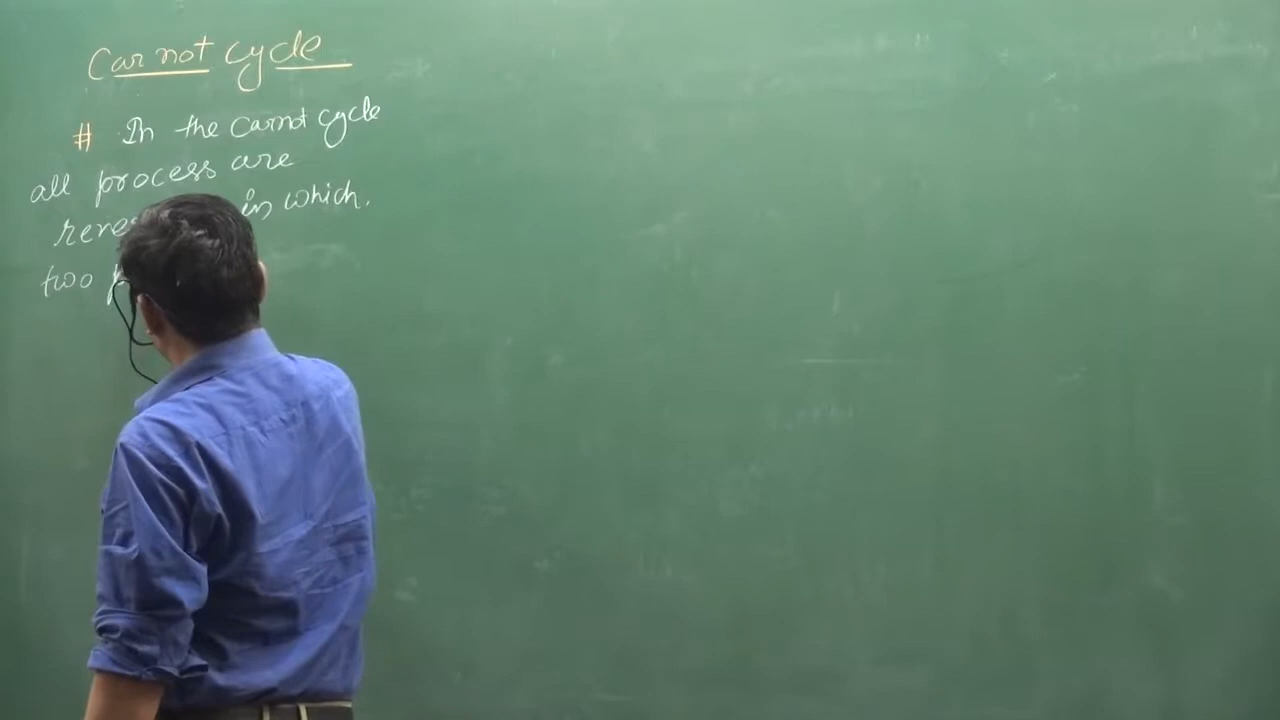 Carnot cycle
# In the carnot cycle
all process are
in which.
two